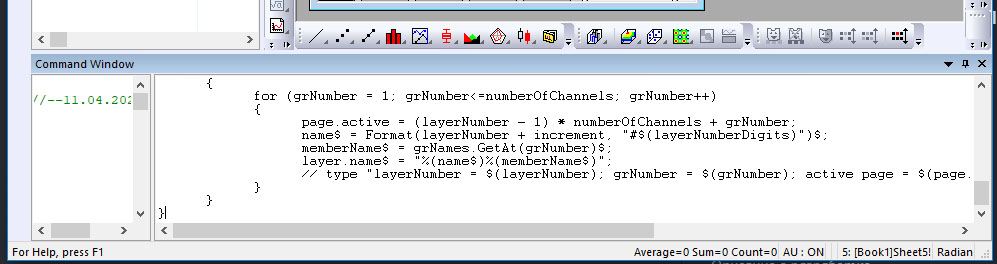 Command Window
//--11.04.202
{
for (grNumber = 1; grNumber<=numberOfChannels; grNumber++)
{
page.active = (layerNumber - 1) * numberOfChannels + grNumber;
name$ = Format(layerNumber + increment, "#$(layerNumberDigits)")$;
memberName$ = grNames.GetAt(grNumber)$;
layer.name$ = "%(name$)%(memberName$)";
// type "layerNumber = $(layerNumber); grNumber = $(grNumber); active page = $(page.
}
}
}
For Help, press F1
Average=0 Sum=0 Count=0 AU : ON 5: [Book1]Sheet5! Radian